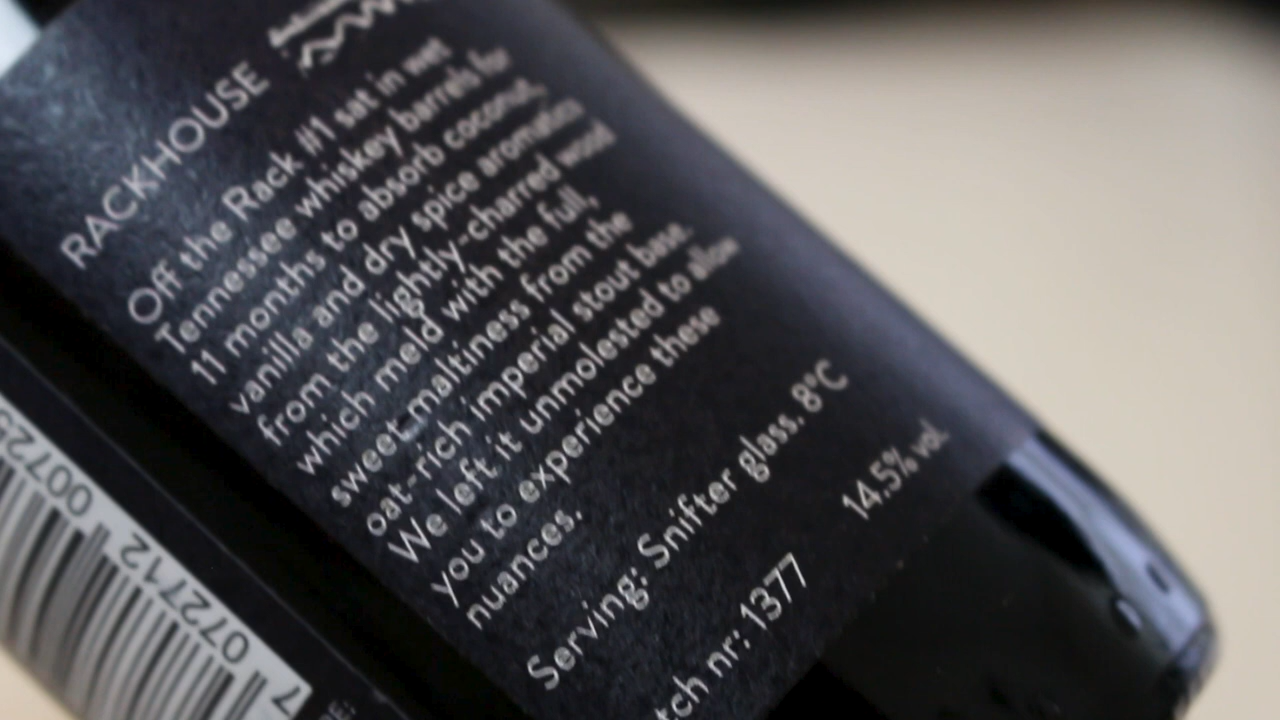 RACKHOUSE
Off the Rack #1 sat in wet
Tennessee whiskey barrels for
11 months to absorb coconut,
vanilla and dry spice aromatics
from the lightly-charred wood
which meld with the full,
sweet maltiness from the
oat-rich imperial stout base.
We left it unmolested to allow
you to experience these
nuances.
Serving: Snifter glass. 8°C
14.5% vol.
tch nr: 1377
7 072712 00725